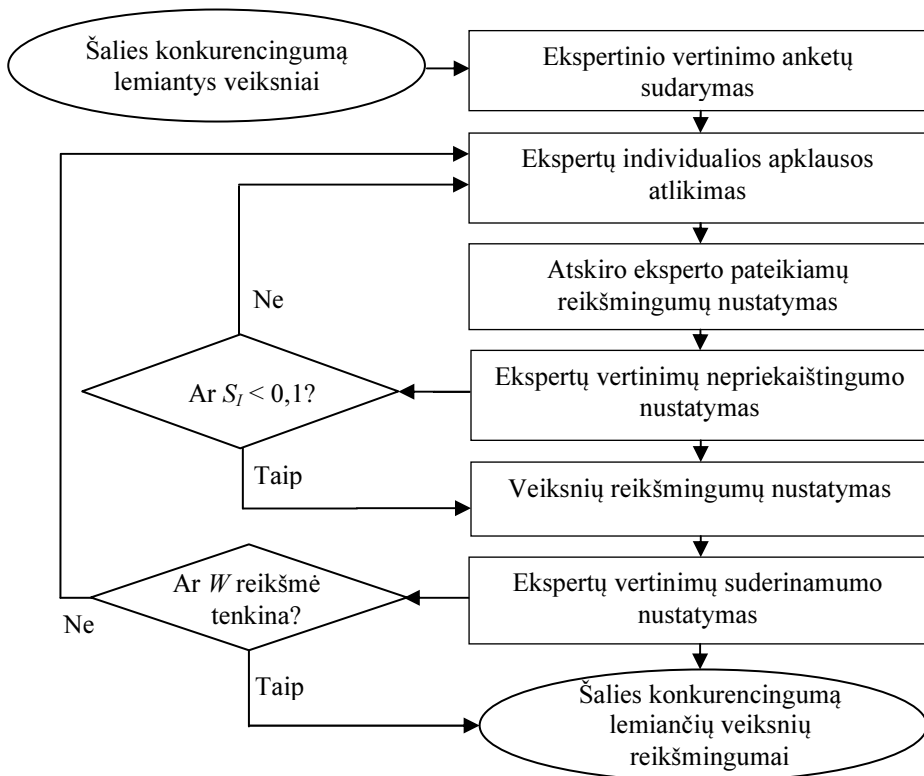 Šalies konkurencingumą
lemiantys veiksniai
Ekspertinio vertinimo anketų
sudarymas
Ekspertų individualios apklausos
atlikimas
Atskiro eksperto pateikiamų
reikšmingumų nustatymas
Ne
Ekspertų vertinimų nepriekaištingumo
nustatymas
Ar S_I < 0,1?
Taip
Veiksnių reikšmingumų nustatymas
Ar W reikšmė
tenkina?
Ekspertų vertinimų suderinamumo
nustatymas
Ne
Taip
Šalies konkurencingumą
lemiančių veiksnių
reikšmingumai